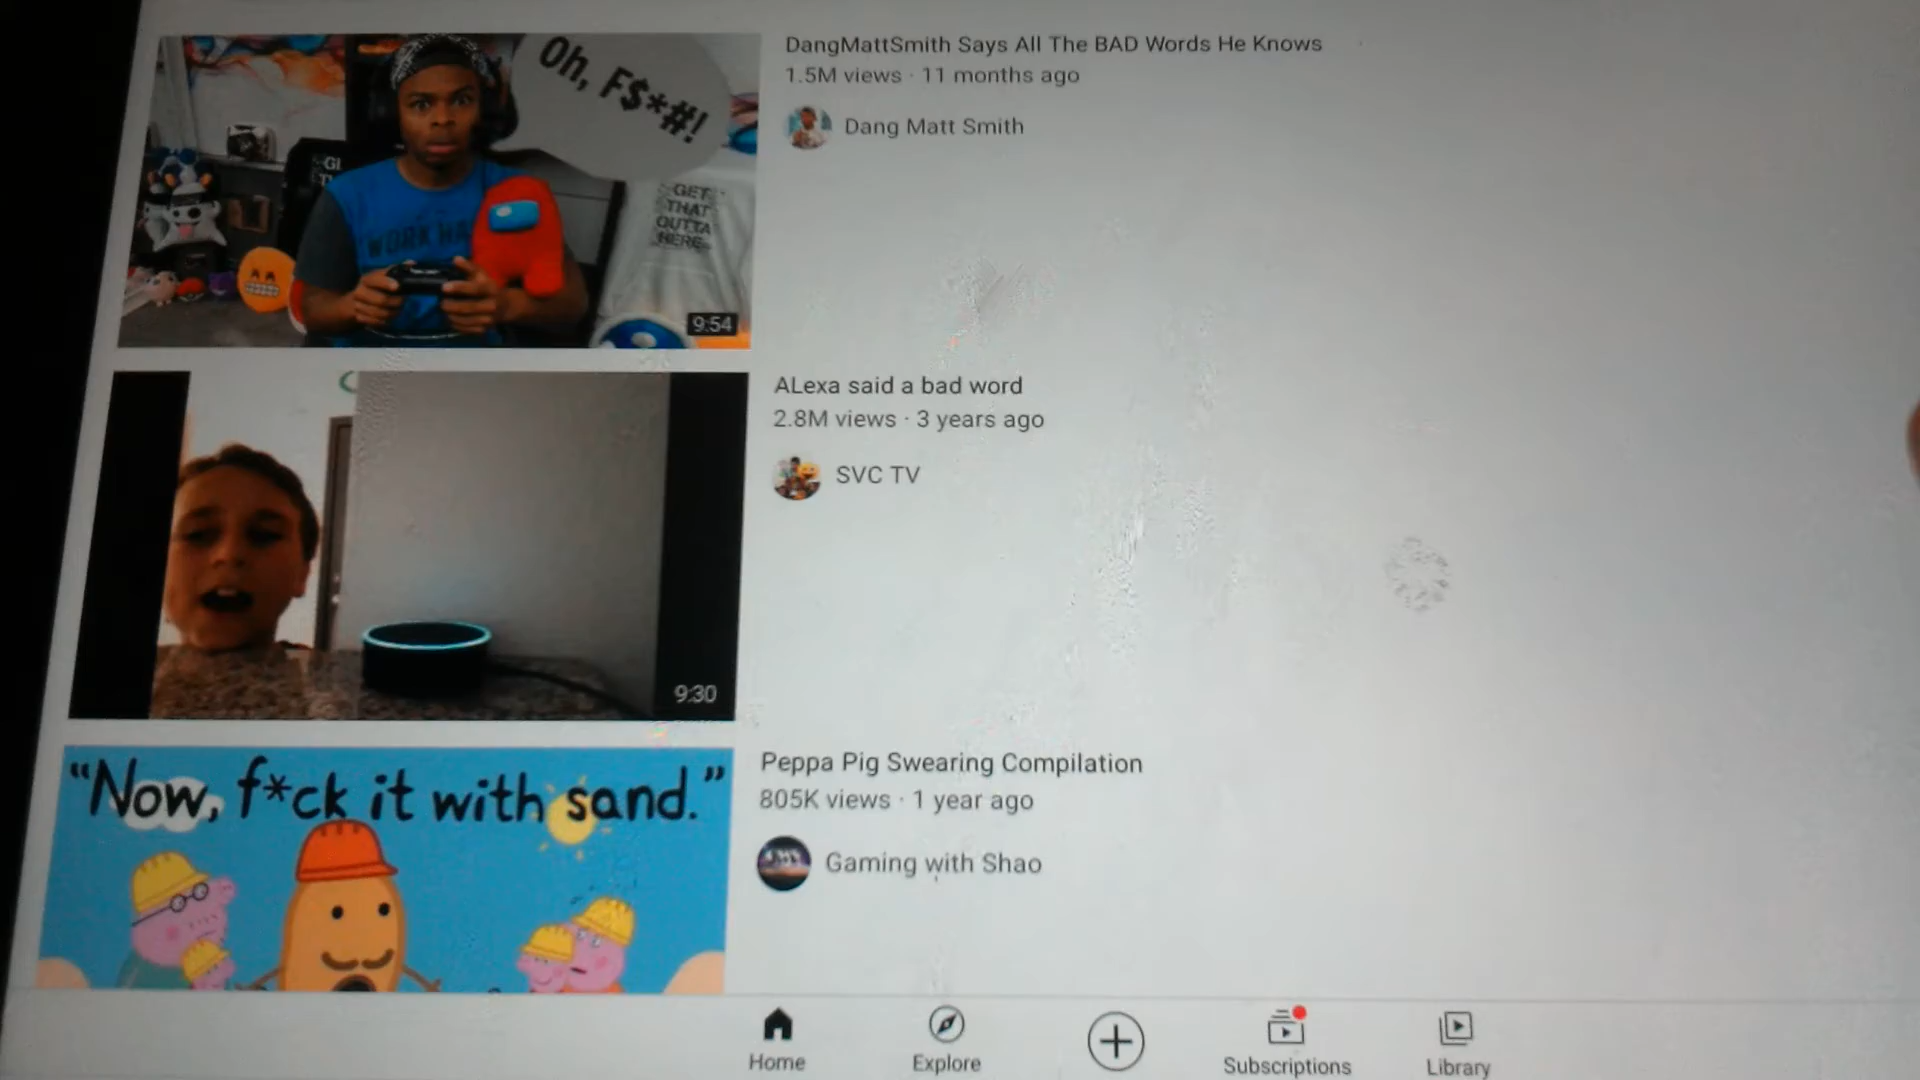 Oh, F$*#!
GET
THAT
OUTTA
HERE
WORK HA
9:54
DangMattSmith Says All The BAD Words He Knows
1.5M views · 11 months ago
Dang Matt Smith
9:30
ALexa said a bad word
2.8M views · 3 years ago
SVC TV
“Now, f*ck it with sand.”
Peppa Pig Swearing Compilation
805K views · 1 year ago
Gaming with Shao
Home
Explore
Subscriptions
Library